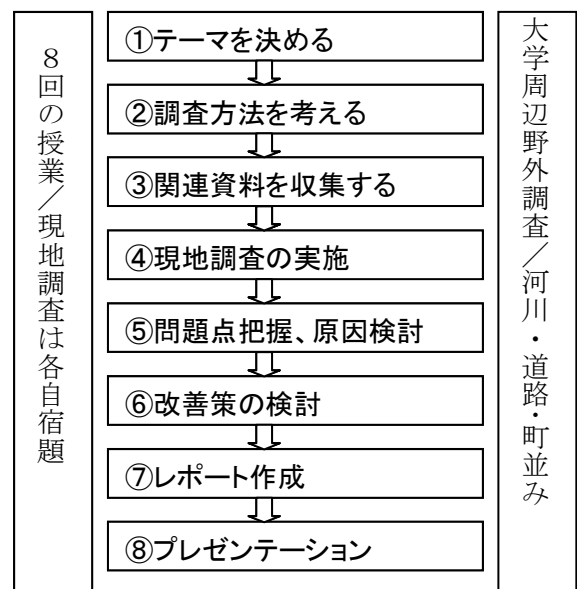 8回の授業/現地調査は各自宿題
①テーマを決める
②調査方法を考える
③関連資料を収集する
④現地調査の実施
⑤問題点把握、原因検討
⑥改善策の検討
⑦レポート作成
⑧プレゼンテーション
大学周辺野外調査/河川・道路・町並み